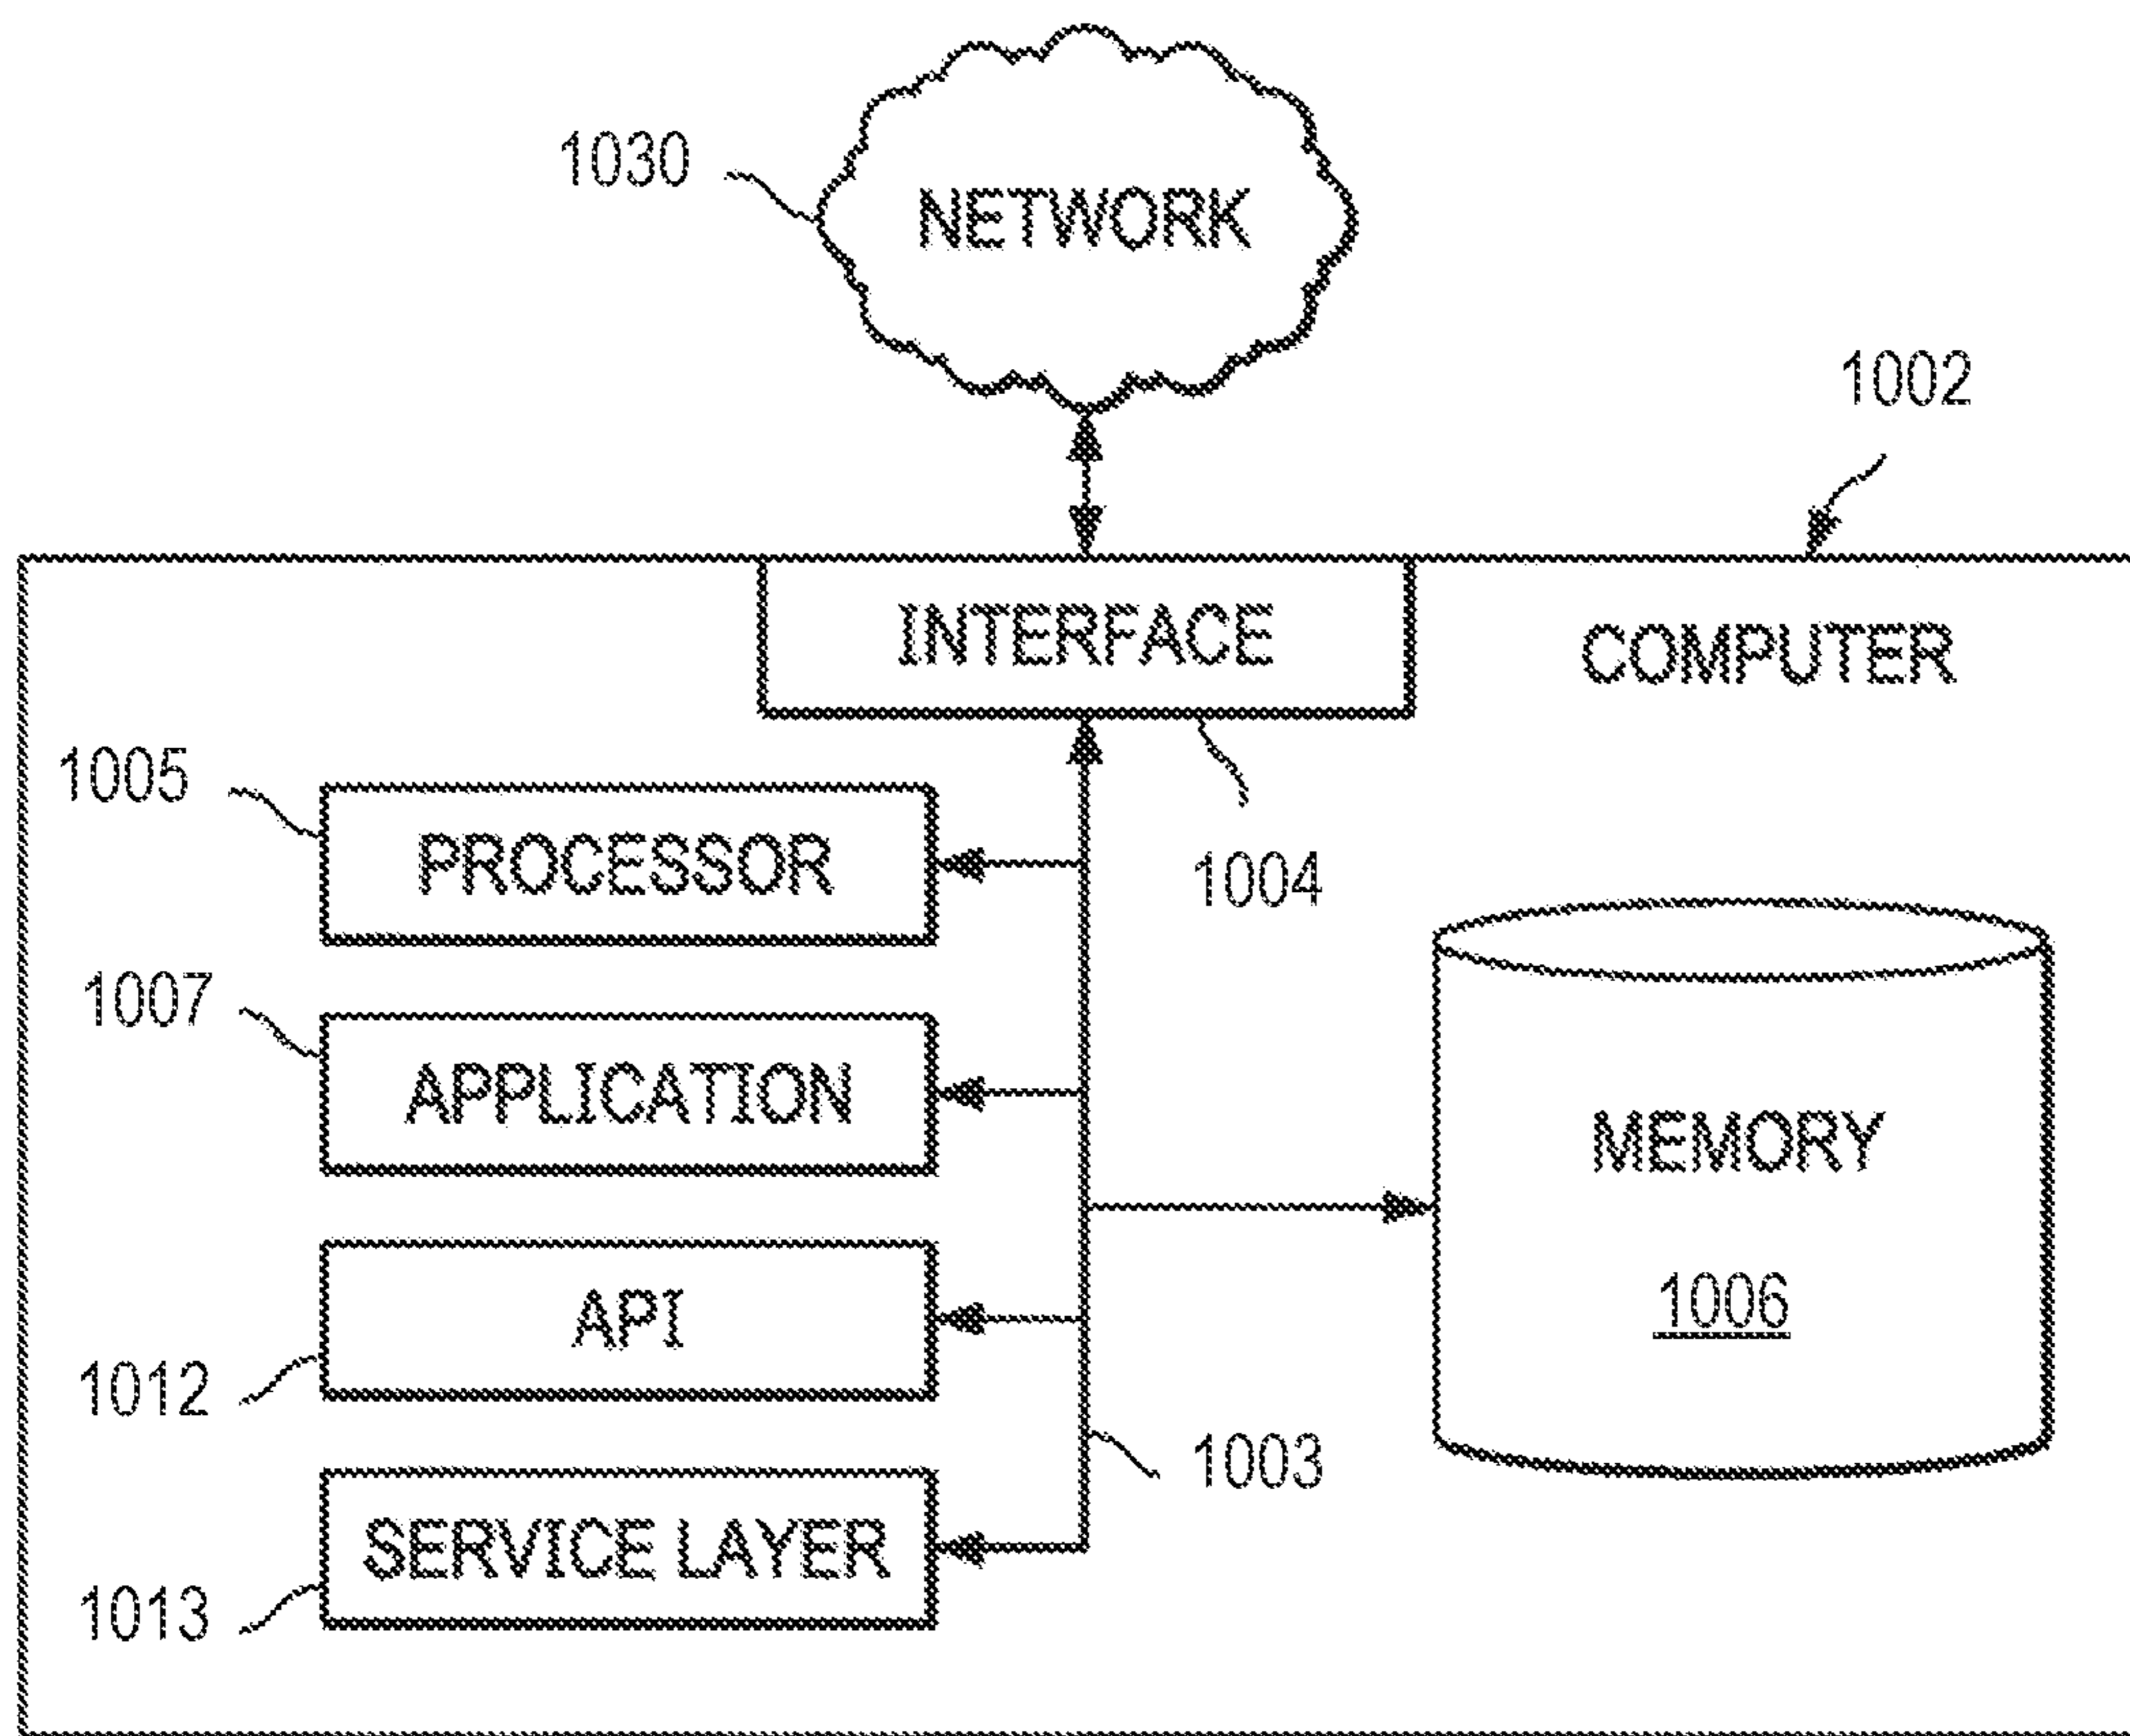 1030
NETWORK
1002
INTERFACE
COMPUTER
1005
PROCESSOR
1004
1007
APPLICATION
MEMORY
1006
API
1012
1003
SERVICE LAYER
1013